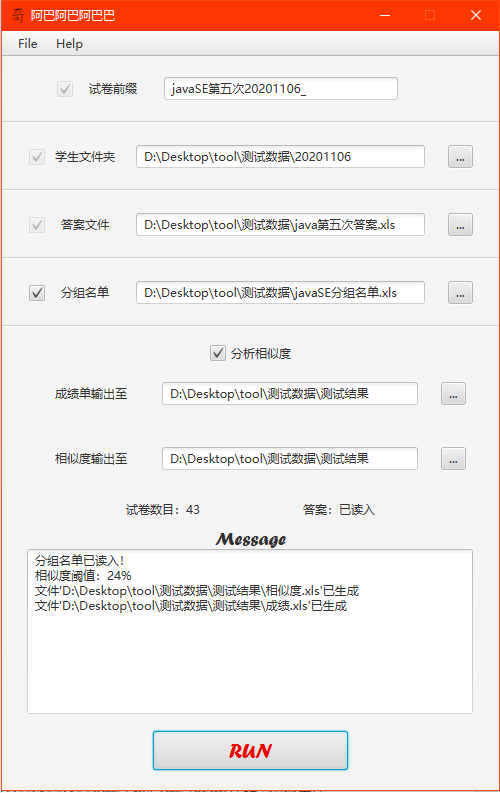 奇 阿巴阿巴阿巴巴
File Help
试卷前缀 javaSE第五次20201106_
学生文件夹 D:\Desktop\tool\测试数据\20201106 ...
答案文件 D:\Desktop\tool\测试数据\java第五次答案.xls ...
分组名单 D:\Desktop\tool\测试数据\javaSE分组名单.xls ...
分析相似度
成绩单输出至 D:\Desktop\tool\测试数据\测试结果 ...
相似度输出至 D:\Desktop\tool\测试数据\测试结果 ...
试卷数目：43 答案：已读入
Message
分组名单已读入！
相似度阈值：24%
文件'D:\Desktop\tool\测试数据\测试结果\相似度.xls'已生成
文件'D:\Desktop\tool\测试数据\测试结果\成绩.xls'已生成
RUN